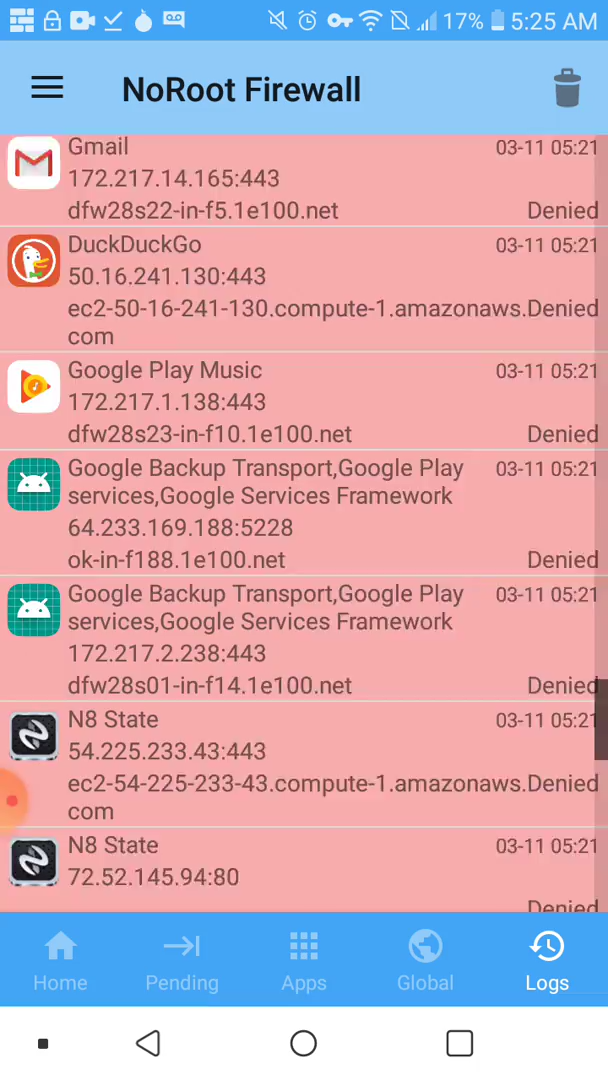 17% 5:25 AM
NoRoot Firewall
Gmail 03-11 05:21
172.217.14.165:443
dfw28s22-in-f5.1e100.net Denied
DuckDuckGo 03-11 05:21
50.16.241.130:443
ec2-50-16-241-130.compute-1.amazonaws.Denied
com
Google Play Music 03-11 05:21
172.217.1.138:443
dfw28s23-in-f10.1e100.net Denied
Google Backup Transport,Google Play 03-11 05:21
services,Google Services Framework
64.233.169.188:5228
ok-in-f188.1e100.net Denied
Google Backup Transport,Google Play 03-11 05:21
services,Google Services Framework
172.217.2.238:443
dfw28s01-in-f14.1e100.net Denied
N8 State 03-11 05:21
54.225.233.43:443
ec2-54-225-233-43.compute-1.amazonaws.Denied
com
N8 State 03-11 05:21
72.52.145.94:80
Denied
Home Pending Apps Global Logs